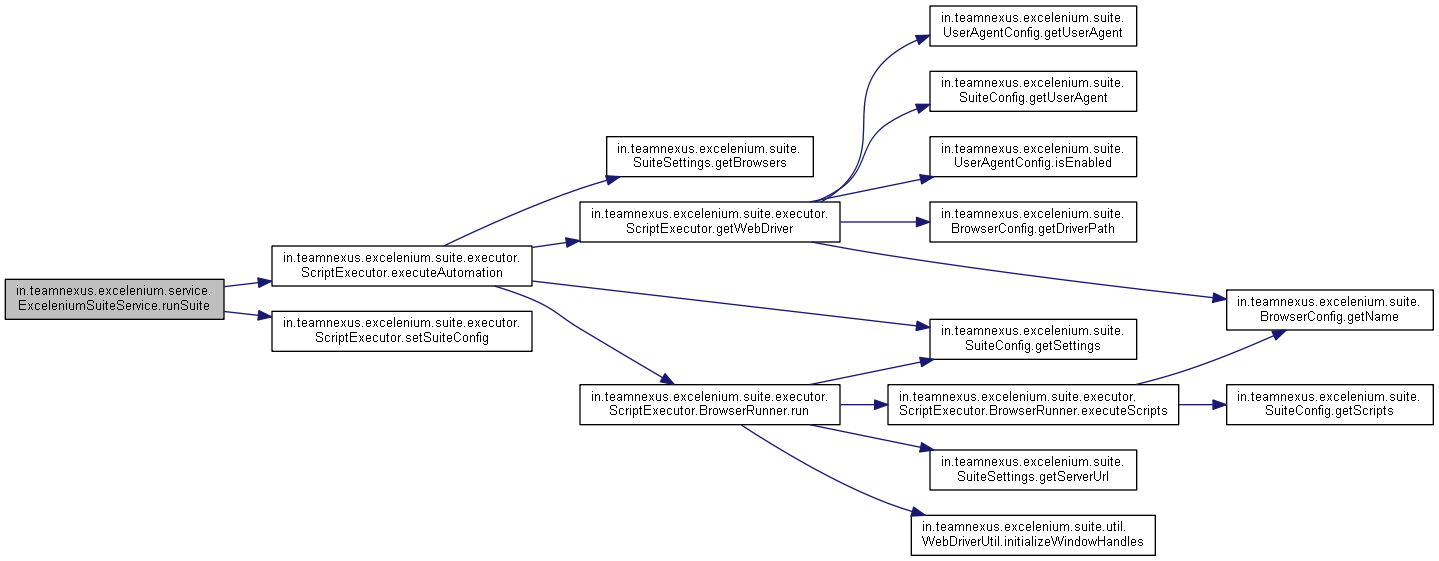 in.teamnexus.excelenium.service.
ExceleniumSuiteService.runSuite
in.teamnexus.excelenium.suite.executor.
ScriptExecutor.executeAutomation
in.teamnexus.excelenium.suite.executor.
ScriptExecutor.setSuiteConfig
in.teamnexus.excelenium.suite.
SuiteSettings.getBrowsers
in.teamnexus.excelenium.suite.executor.
ScriptExecutor.getWebDriver
in.teamnexus.excelenium.suite.executor.
ScriptExecutor.BrowserRunner.run
in.teamnexus.excelenium.suite.
UserAgentConfig.getUserAgent
in.teamnexus.excelenium.suite.
SuiteConfig.getUserAgent
in.teamnexus.excelenium.suite.
UserAgentConfig.isEnabled
in.teamnexus.excelenium.suite.
BrowserConfig.getDriverPath
in.teamnexus.excelenium.suite.
SuiteConfig.getSettings
in.teamnexus.excelenium.suite.executor.
ScriptExecutor.BrowserRunner.executeScripts
in.teamnexus.excelenium.suite.
SuiteSettings.getServerUrl
in.teamnexus.excelenium.suite.util.
WebDriverUtil.initializeWindowHandles
in.teamnexus.excelenium.suite.
BrowserConfig.getName
in.teamnexus.excelenium.suite.
SuiteConfig.getScripts